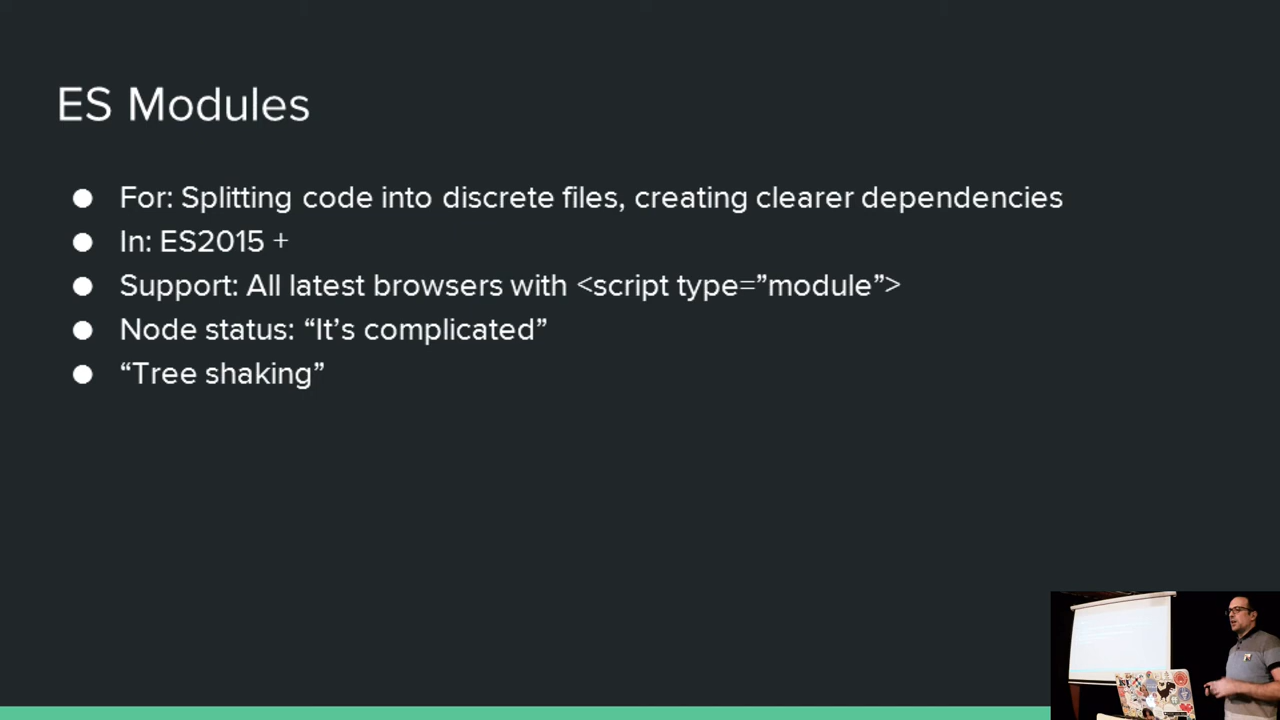 ES Modules
● For: Splitting code into discrete files, creating clearer dependencies
● In: ES2015 +
● Support: All latest browsers with <script type=”module”>
● Node status: “It’s complicated”
● “Tree shaking”